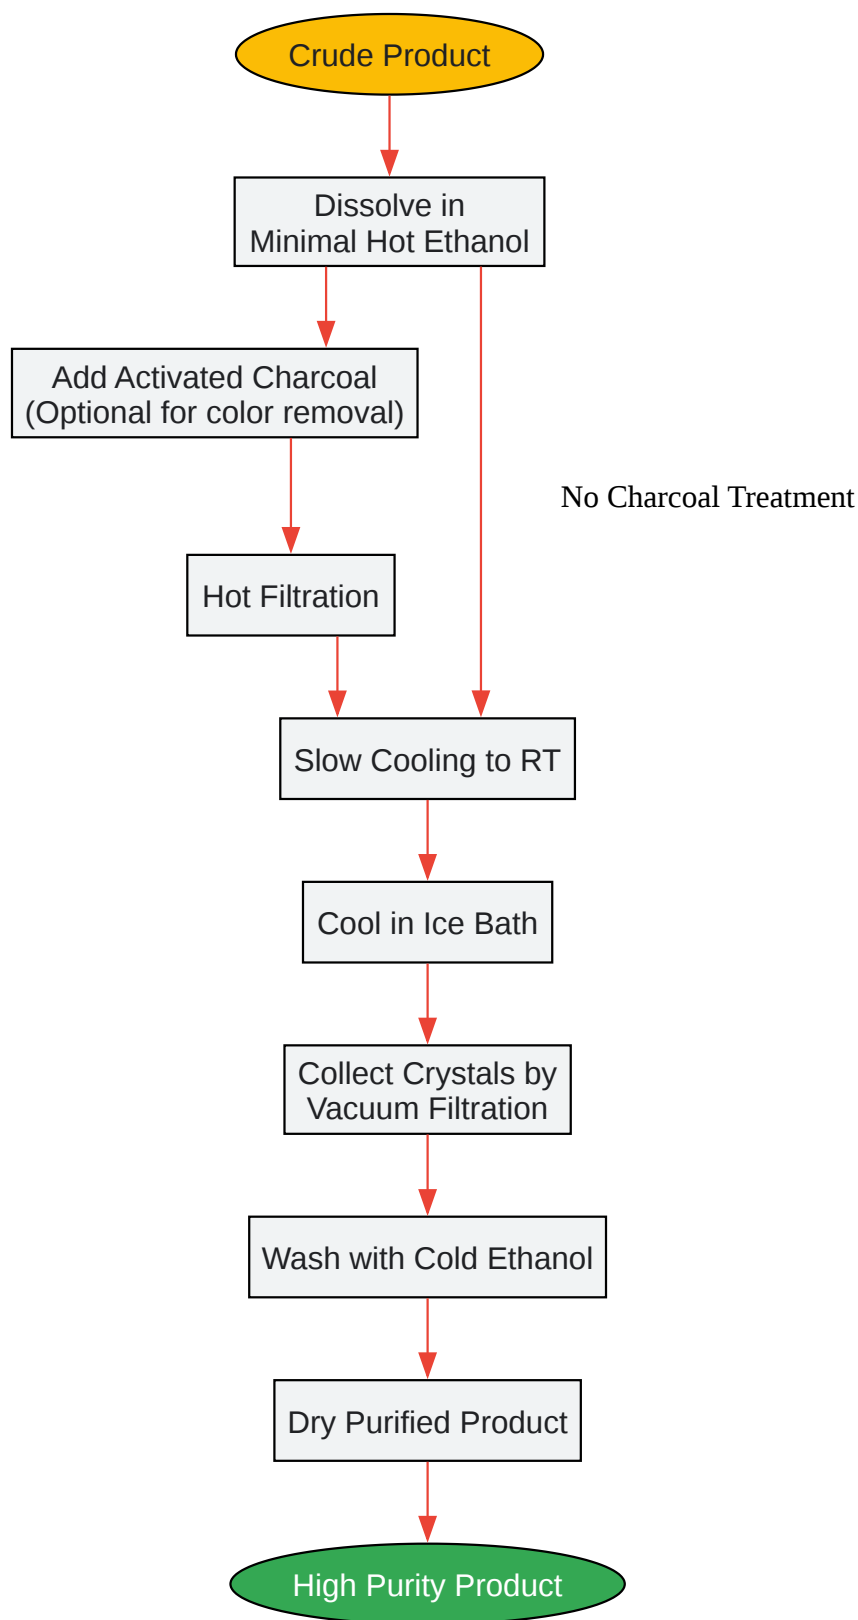 Crude Product
Dissolve in
Minimal Hot Ethanol
Add Activated Charcoal
(Optional for color removal)
No Charcoal Treatment
Hot Filtration
Slow Cooling to RT
Cool in Ice Bath
Collect Crystals by
Vacuum Filtration
Wash with Cold Ethanol
Dry Purified Product
High Purity Product